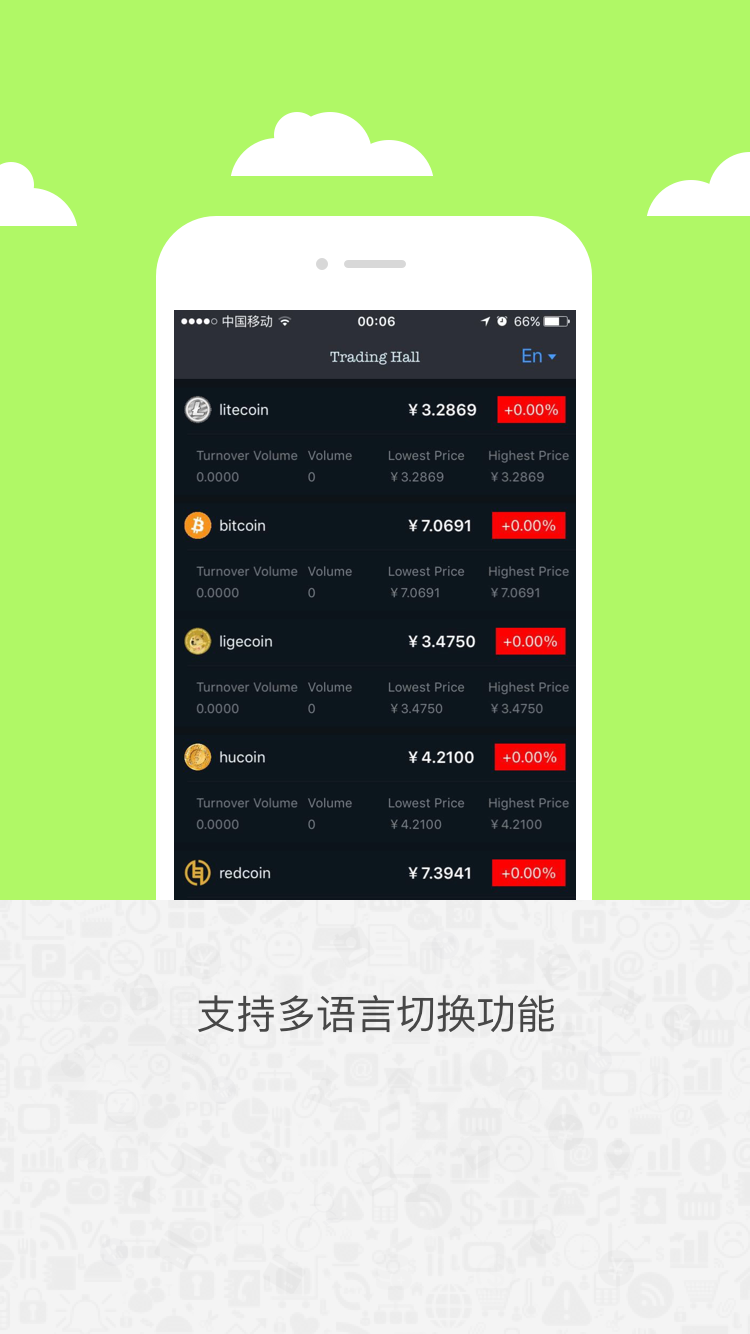 中国移动 00:06 66%
Trading Hall En
litecoin ¥3.2869 +0.00%
Turnover Volume Volume Lowest Price Highest Price
0.0000 0 ¥3.2869 ¥3.2869
bitcoin ¥7.0691 +0.00%
Turnover Volume Volume Lowest Price Highest Price
0.0000 0 ¥7.0691 ¥7.0691
ligecoin ¥3.4750 +0.00%
Turnover Volume Volume Lowest Price Highest Price
0.0000 0 ¥3.4750 ¥3.4750
hucoin ¥4.2100 +0.00%
Turnover Volume Volume Lowest Price Highest Price
0.0000 0 ¥4.2100 ¥4.2100
redcoin ¥7.3941 +0.00%
支持多语言切换功能